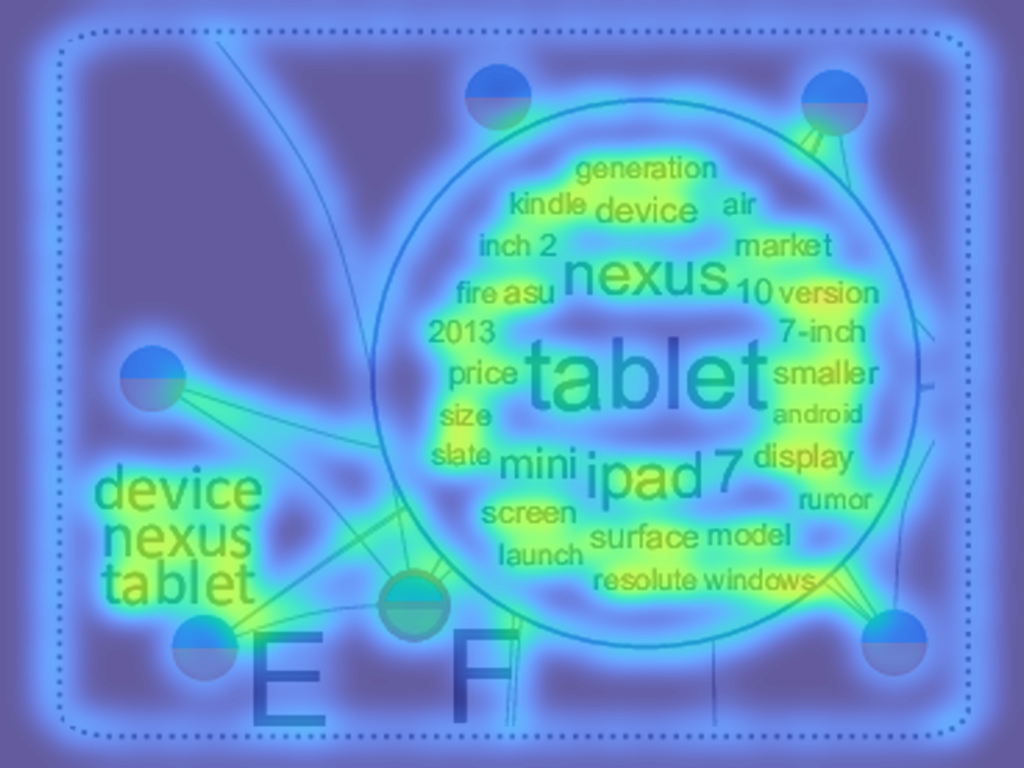 generation
kindle device air
inch 2 nexus market
fire asu 10 version
2013 7-inch
price tablet smaller
size android
slate mini ipad 7 display
rumor
screen
surface model
launch
resolute windows
device
nexus
tablet
E F